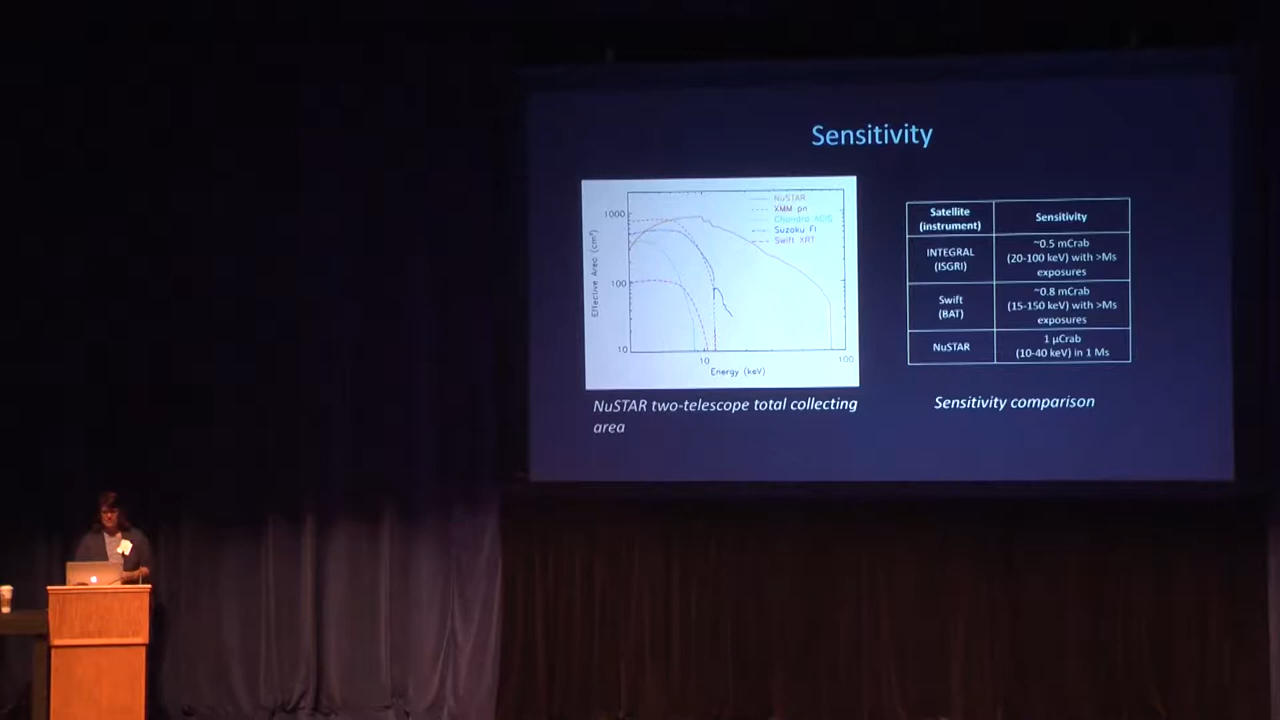 Sensitivity
1000
100
10
Effective Area (cm²)
NuSTAR
XMM pn
Chandra ACIS
Suzaku FI
Swift XRT
10
100
Energy (keV)
NuSTAR two-telescope total collecting
area
Satellite
(instrument)
Sensitivity
INTEGRAL
(ISGRI)
~0.5 mCrab
(20-100 keV) with >Ms
exposures
Swift
(BAT)
~0.8 mCrab
(15-150 keV) with >Ms
exposures
NuSTAR
1 µCrab
(10-40 keV) in 1 Ms
Sensitivity comparison